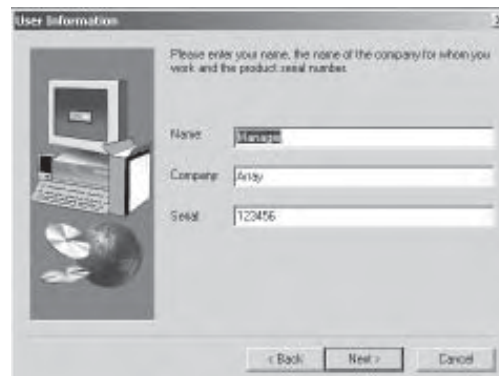 User Information
Please enter your name, the name of the company for whom you
work and the product serial number.
Name:
Manager
Company:
Array
Serial:
123456
< Back
Next >
Cancel